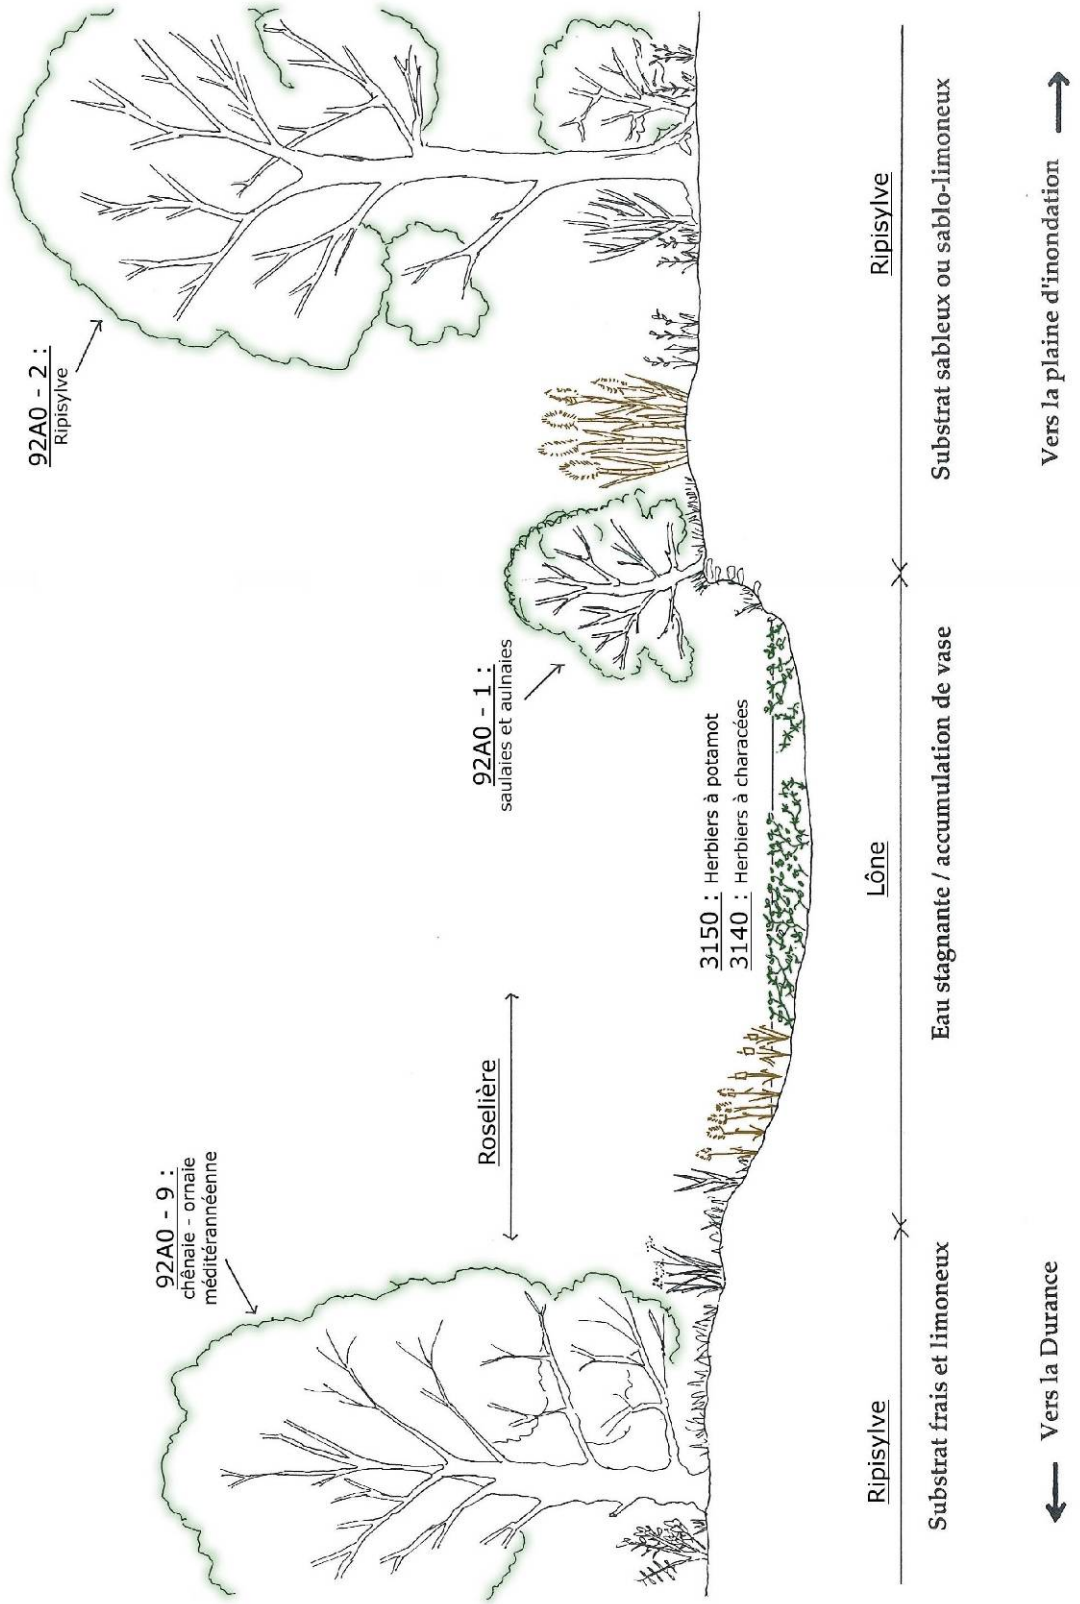 92A0 - 9 :
chênaie - ornaie
méditérannéenne
92A0 - 2 :
Ripisylve
Roselière
92A0 - 1 :
saulaies et aulnaies
3150 : Herbiers à potamot
3140 : Herbiers à characées
Ripisylve
Lône
Ripisylve
Substrat frais et limoneux
Eau stagnante / accumulation de vase
Substrat sableux ou sablo-limoneux
Vers la Durance
Vers la plaine d'inondation